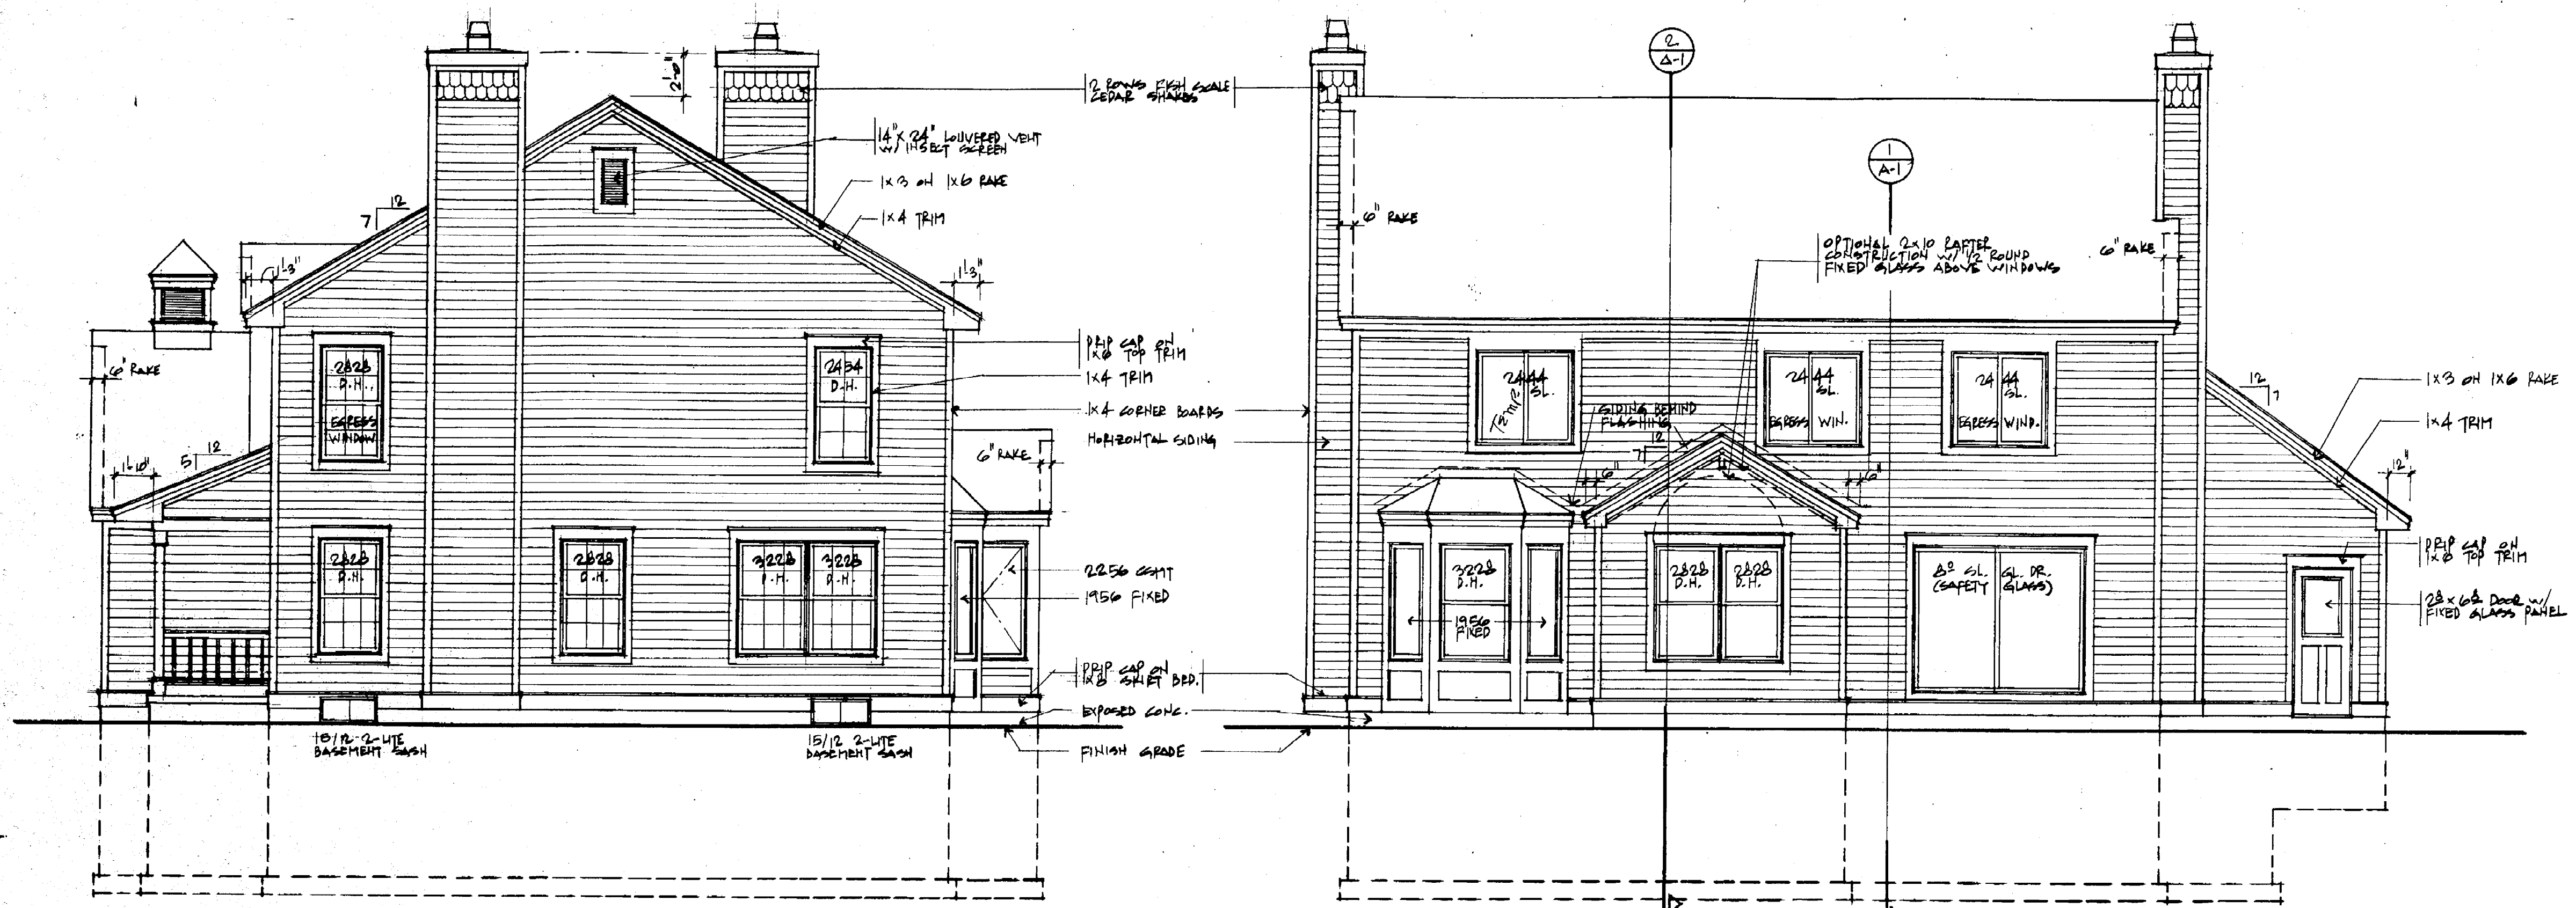 2'-0"
2 ROWS FISH SCALE
CEDAR SHAKES
14" X 24" LOUVERED VENT
W/ INSECT SCREEN
1X3 ON 1X6 RAKE
1X4 TRIM
12
7
1'-3"
1'-3"
6" RAKE
12
5
1'-10"
2828
D.H.
EGRESS
WINDOW
2434
D.H.
DRIP CAP ON
1X6 TOP TRIM
1X4 TRIM
1X4 CORNER BOARDS
HORIZONTAL SIDING
6" RAKE
2828
D.H.
2828
D.H.
3228
D.H.
3228
D.H.
2256 CSMT
1956 FIXED
DRIP CAP ON
1X8 SKIRT BRD.
EXPOSED CONC.
FINISH GRADE
15/12 2-LITE
BASEMENT SASH
15/12 2-LITE
BASEMENT SASH
2
A-1
1
A-1
6" RAKE
OPTIONAL 2X10 RAFTER
CONSTRUCTION W/ 1/2 ROUND
FIXED GLASS ABOVE WINDOWS
6" RAKE
2444
SL.
TEMP.
2444
SL.
EGRESS WIN.
2444
SL.
EGRESS WIND.
SIDING BEHIND
FLASHING
12
7
6"
6"
12
7
1X3 ON 1X6 RAKE
1X4 TRIM
12"
3228
D.H.
1956
FIXED
2828
D.H.
2828
D.H.
8⁰ SL. GL. DR.
(SAFETY GLASS)
DRIP CAP ON
1X6 TOP TRIM
2⁸ X 6⁸ DOOR W/
FIXED GLASS PANEL